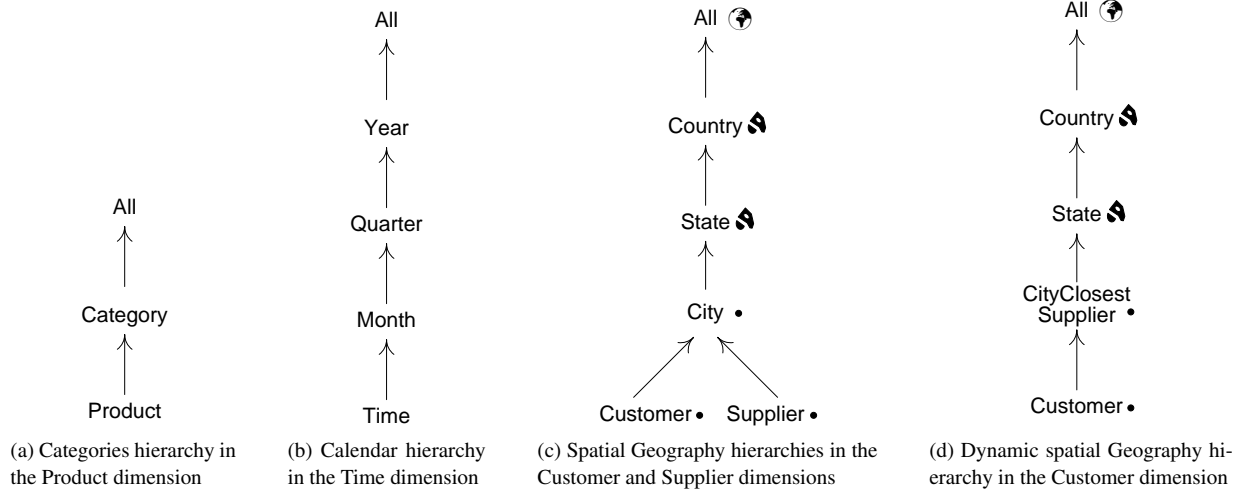 All
Category
Product
(a) Categories hierarchy in
the Product dimension
All
Year
Quarter
Month
Time
(b) Calendar hierarchy
in the Time dimension
All
Country
State
City
Customer Supplier
(c) Spatial Geography hierarchies in the
Customer and Supplier dimensions
All
Country
State
CityClosest
Supplier
Customer
(d) Dynamic spatial Geography hi-
erarchy in the Customer dimension